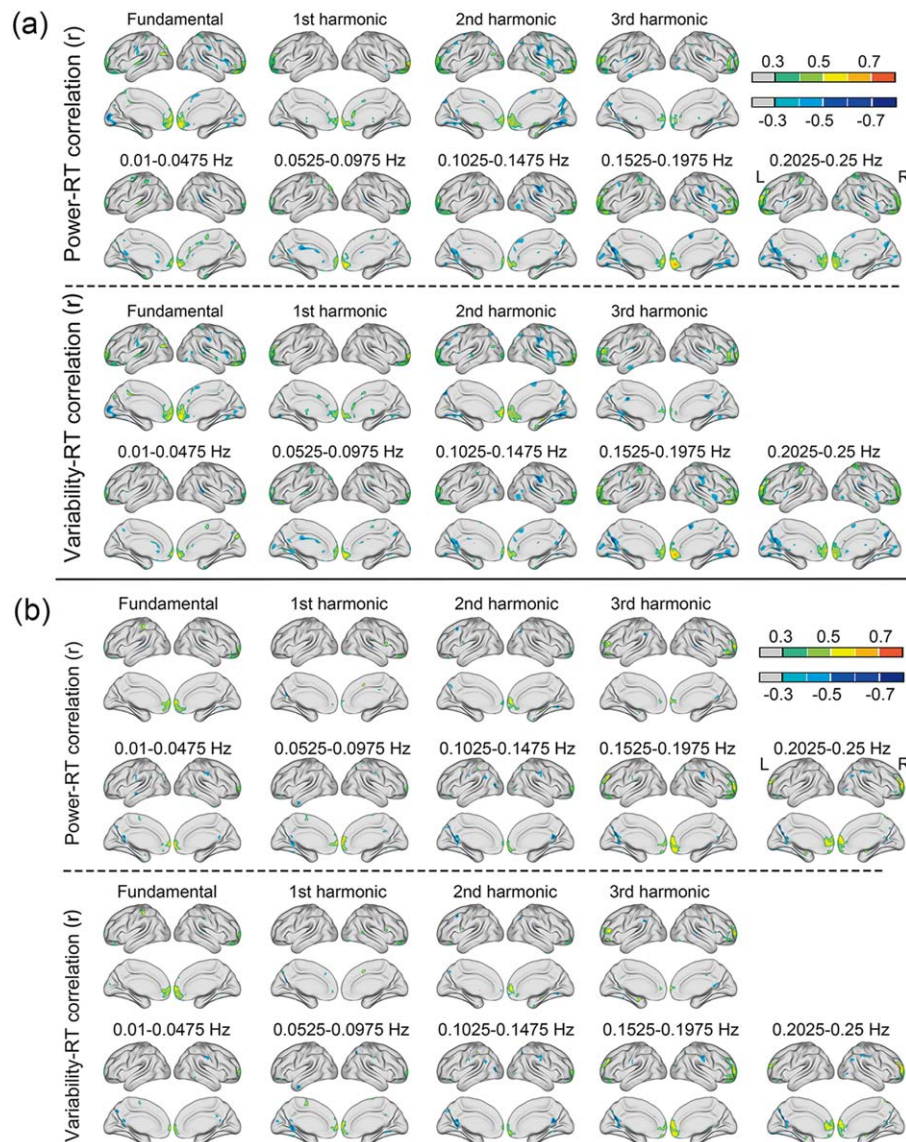 (a)
Power-RT correlation (r)
Fundamental 1st harmonic 2nd harmonic 3rd harmonic
0.3 0.5 0.7
-0.3 -0.5 -0.7
0.01-0.0475 Hz 0.0525-0.0975 Hz 0.1025-0.1475 Hz 0.1525-0.1975 Hz 0.2025-0.25 Hz
L R
Variability-RT correlation (r)
Fundamental 1st harmonic 2nd harmonic 3rd harmonic
0.01-0.0475 Hz 0.0525-0.0975 Hz 0.1025-0.1475 Hz 0.1525-0.1975 Hz 0.2025-0.25 Hz
(b)
Power-RT correlation (r)
Fundamental 1st harmonic 2nd harmonic 3rd harmonic
0.3 0.5 0.7
-0.3 -0.5 -0.7
0.01-0.0475 Hz 0.0525-0.0975 Hz 0.1025-0.1475 Hz 0.1525-0.1975 Hz 0.2025-0.25 Hz
L R
Variability-RT correlation (r)
Fundamental 1st harmonic 2nd harmonic 3rd harmonic
0.01-0.0475 Hz 0.0525-0.0975 Hz 0.1025-0.1475 Hz 0.1525-0.1975 Hz 0.2025-0.25 Hz